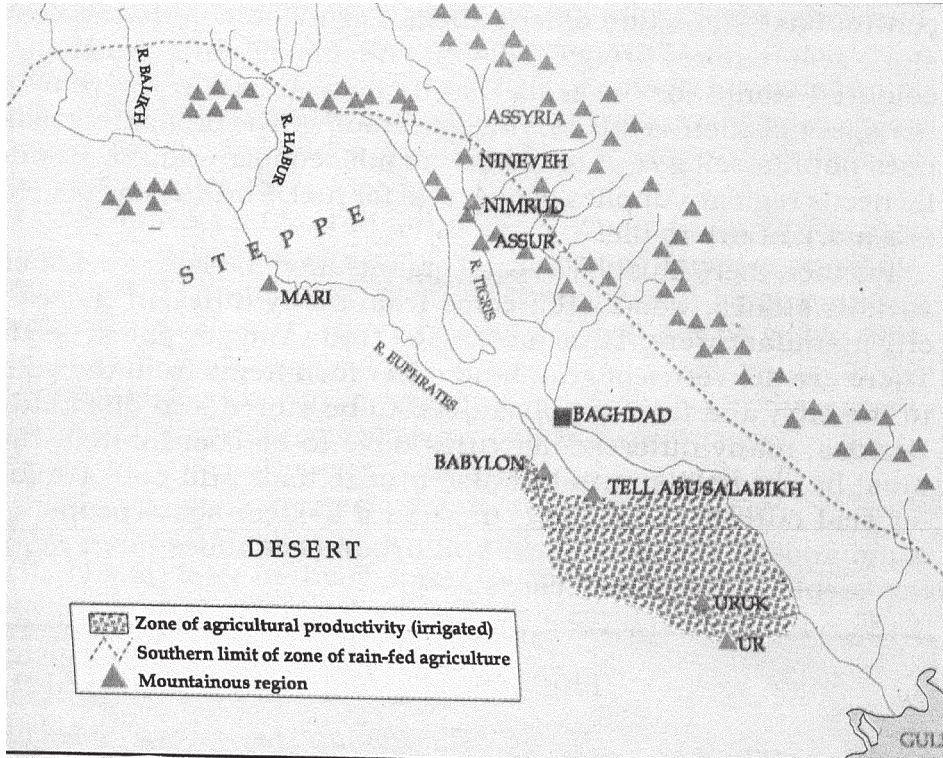 R. BALIKH
R. HABUR
ASSYRIA
NINEVEH
NIMRUD
ASSUR
STEPPE
MARI
R. TIGRIS
R. EUPHRATES
BAGHDAD
BABYLON
TELL ABU SALABIKH
DESERT
URUK
UR
Zone of agricultural productivity (irrigated)
Southern limit of zone of rain-fed agriculture
Mountainous region
GUL